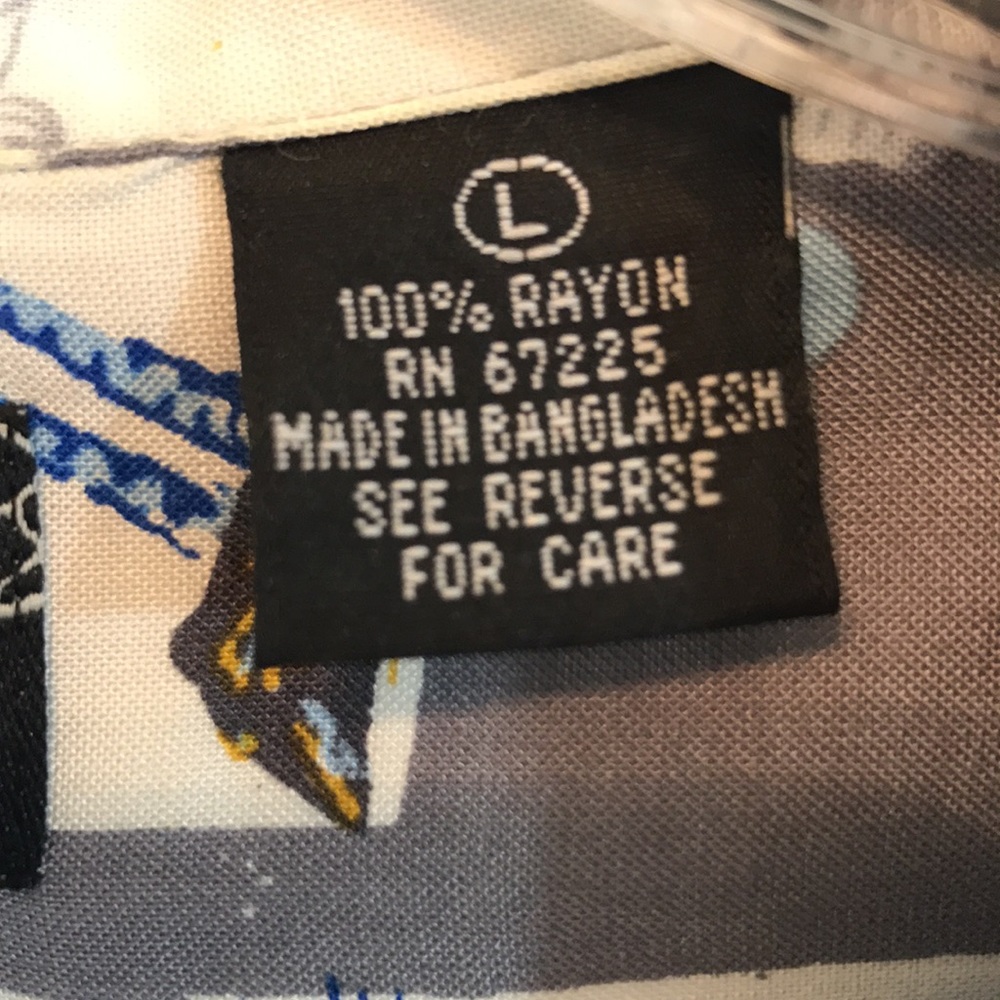 L
100% RAYON
RN 67225
MADE IN BANGLADESH
SEE REVERSE
FOR CARE